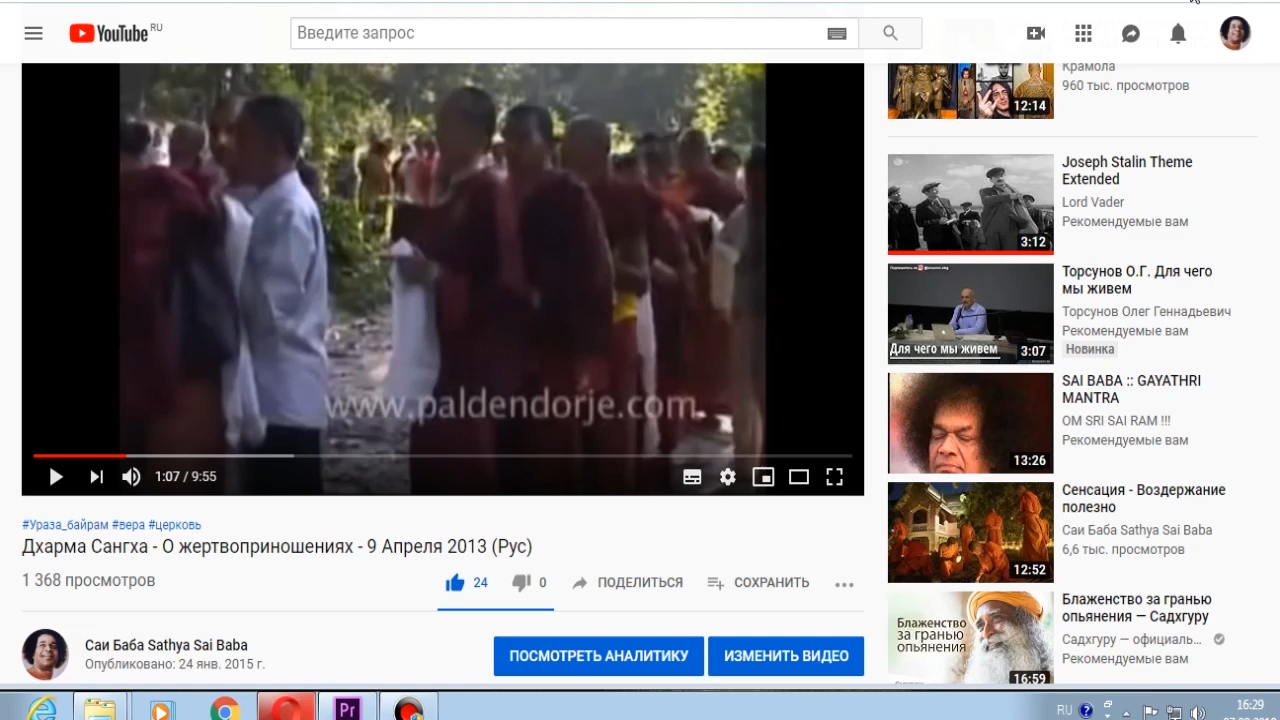 YouTube RU
Введите запрос
Крамола
960 тыс. просмотров
12:14
Joseph Stalin Theme
Extended
Lord Vader
Рекомендуемые вам
3:12
Торсунов О.Г. Для чего
мы живем
Торсунов Олег Геннадьевич
Рекомендуемые вам
Новинка
Для чего мы живем
3:07
SAI BABA :: GAYATHRI
MANTRA
OM SRI SAI RAM !!!
Рекомендуемые вам
13:26
Сенсация - Воздержание
полезно
Саи Баба Sathya Sai Baba
6,6 тыс. просмотров
12:52
Блаженство за гранью
опьянения — Садхгуру
Садхгуру — официаль...
Рекомендуемые вам
Блаженство
за гранью
опьянения
16:59
www.paldendorje.com
1:07 / 9:55
#Ураза_байрам #вера #церковь
Дхарма Сангха - О жертвоприношениях - 9 Апреля 2013 (Рус)
1 368 просмотров
24
0
ПОДЕЛИТЬСЯ
СОХРАНИТЬ
Саи Баба Sathya Sai Baba
Опубликовано: 24 янв. 2015 г.
ПОСМОТРЕТЬ АНАЛИТИКУ
ИЗМЕНИТЬ ВИДЕО
Pr
RU
16:29